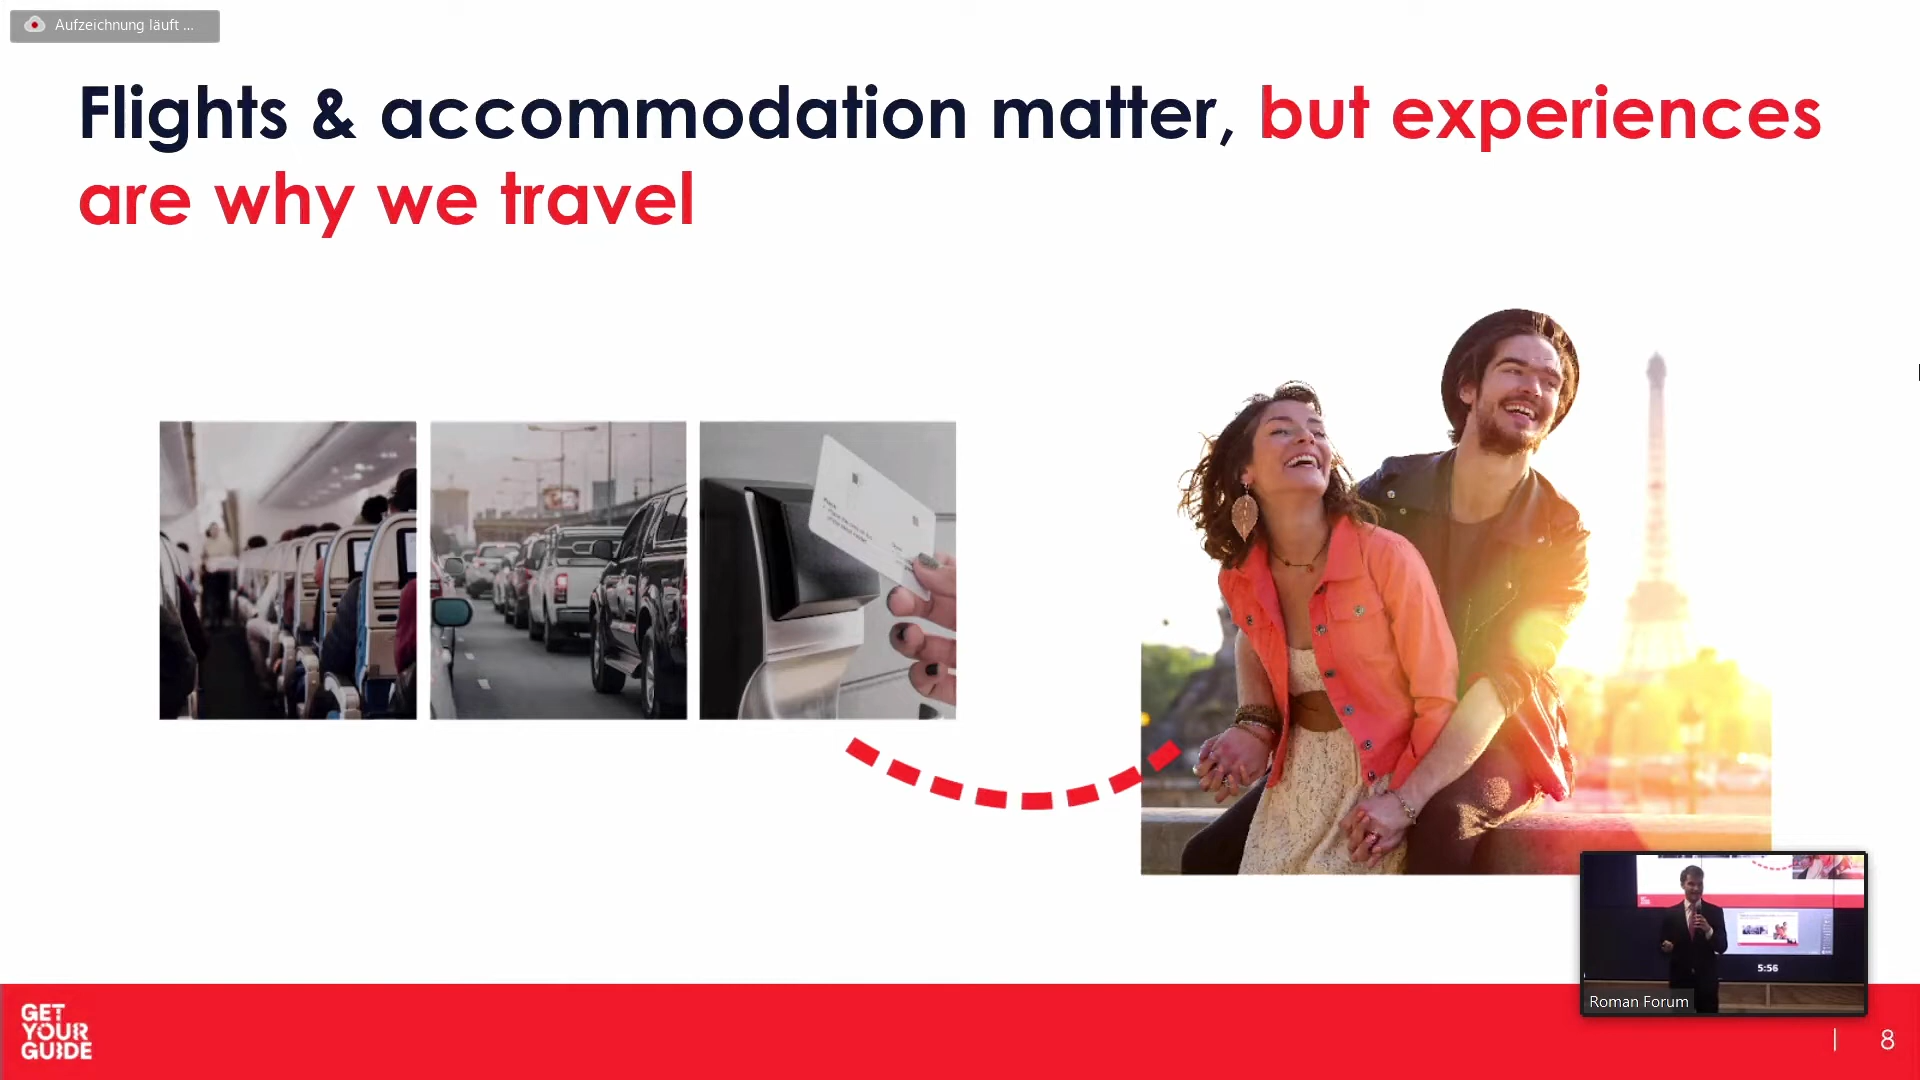 Aufzeichnung läuft ...
Flights & accommodation matter, but experiences
are why we travel
5:56
Roman Forum
GET
YOUR
GUIDE
| 8